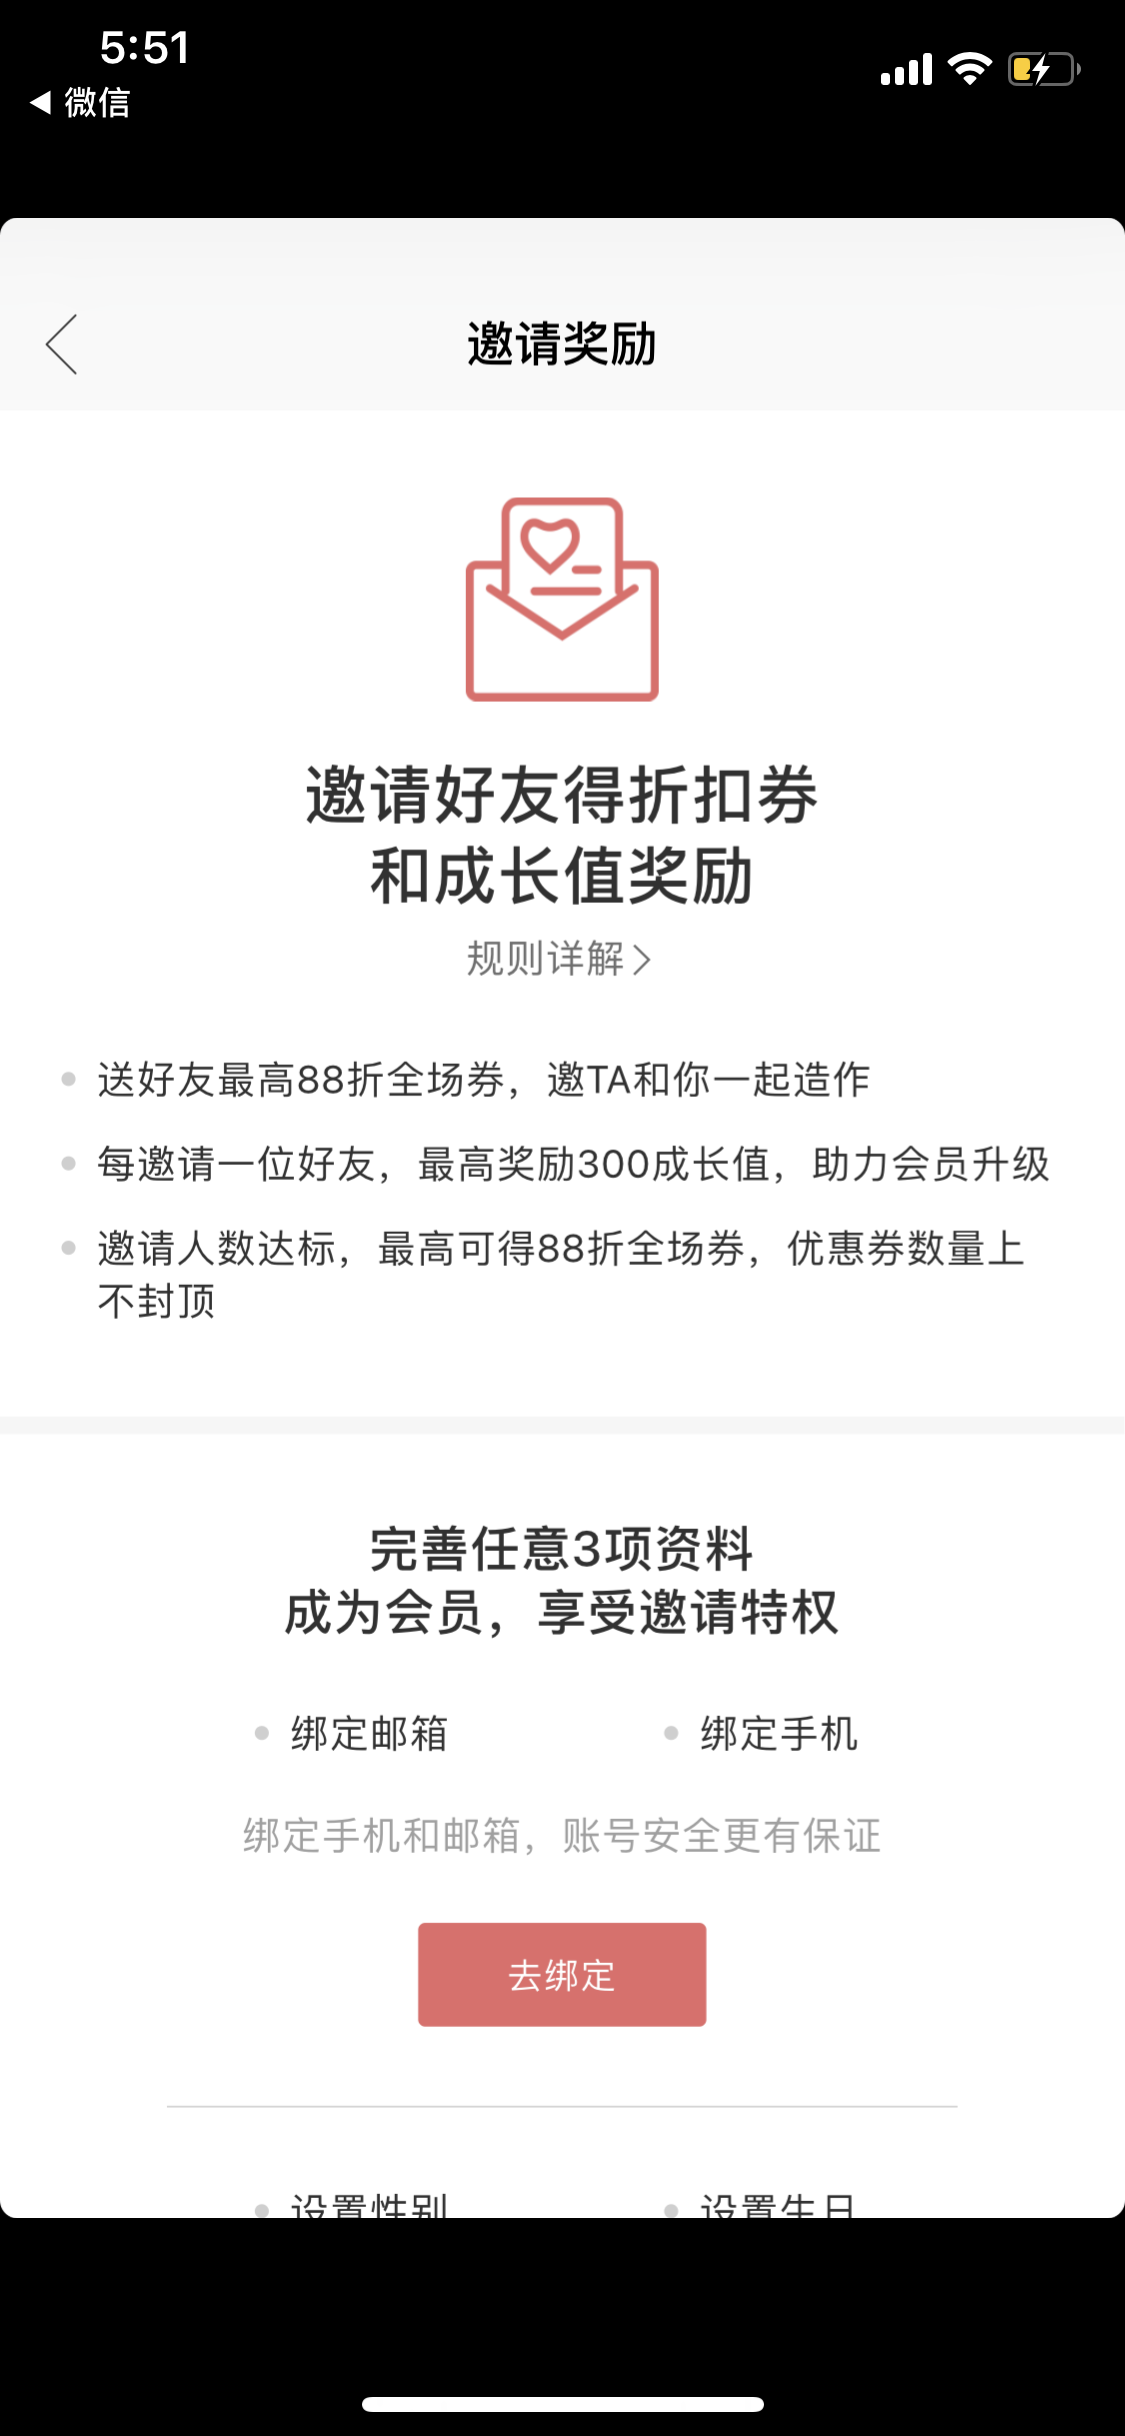 5:51
微信
邀请奖励
邀请好友得折扣券
和成长值奖励
规则详解
送好友最高88折全场券，邀TA和你一起造作
每邀请一位好友，最高奖励300成长值，助力会员升级
邀请人数达标，最高可得88折全场券，优惠券数量上
不封顶
完善任意3项资料
成为会员，享受邀请特权
绑定邮箱
绑定手机
绑定手机和邮箱，账号安全更有保证
去绑定
设置性别
设置生日